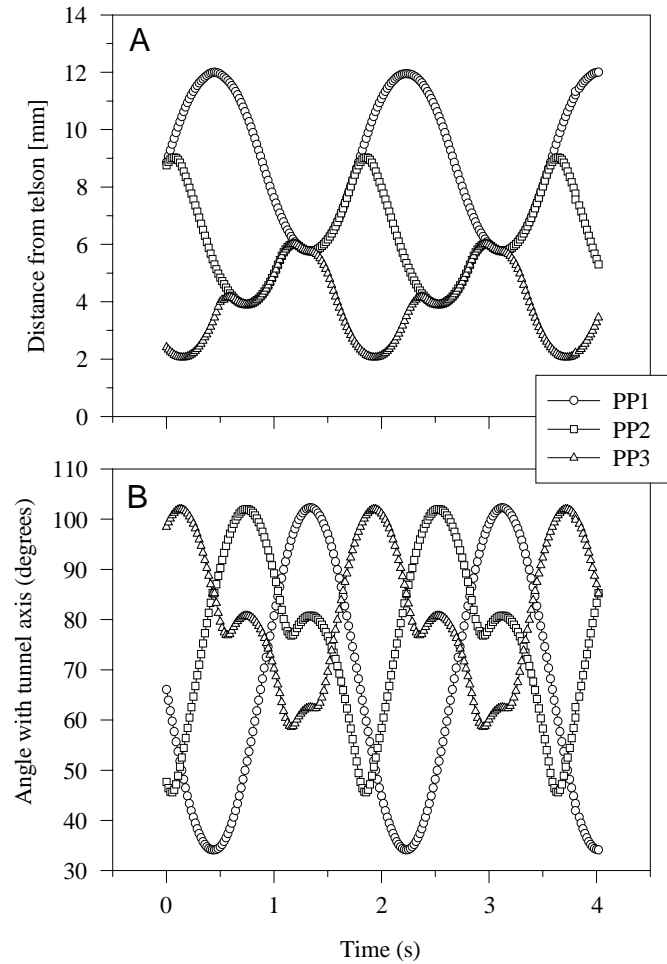 A
Distance from telson [mm]
14
12
10
8
6
4
2
0
PP1
PP2
PP3
B
Angle with tunnel axis (degrees)
110
100
90
80
70
60
50
40
30
0 1 2 3 4
Time (s)